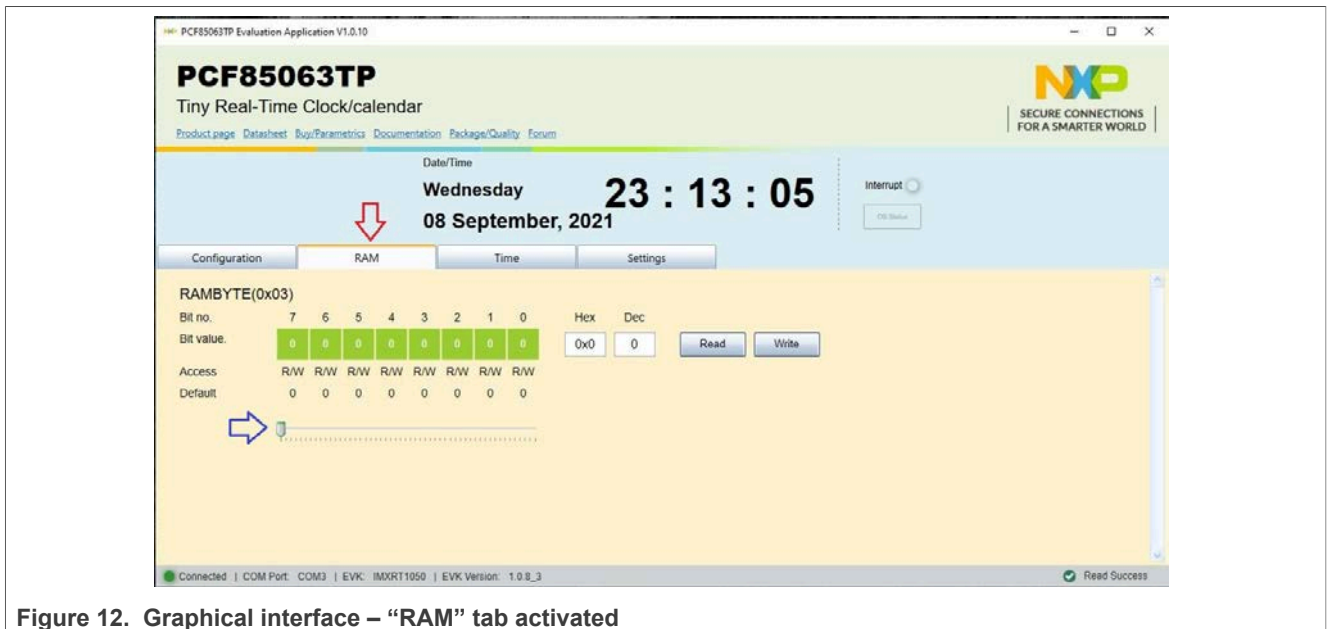 PCF85063TP Evaluation Application V1.0.10
PCF85063TP
Tiny Real-Time Clock/calendar
Product page Datasheet Buy/Parametrics Documentation Package/Quality Forum
NXP
SECURE CONNECTIONS
FOR A SMARTER WORLD
Date/Time
Wednesday
08 September, 2021
23 : 13 : 05
Interrupt
OS Status
Configuration RAM Time Settings
RAMBYTE(0x03)
Bit no. 7 6 5 4 3 2 1 0 Hex Dec
Bit value. 0 0 0 0 0 0 0 0 0x0 0 Read Write
Access R/W R/W R/W R/W R/W R/W R/W R/W
Default 0 0 0 0 0 0 0 0
Connected | COM Port: COM3 | EVK: IMXRT1050 | EVK Version: 1.0.8_3 Read Success
Figure 12. Graphical interface – “RAM” tab activated